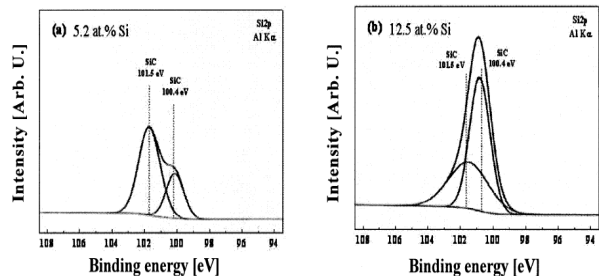 (a) 5.2 at.% Si
Si2p
Al Kα
SiC
101.5 eV
SiC
100.4 eV
Intensity [Arb. U.]
108 106 104 102 100 98 96 94
Binding energy [eV]
(b) 12.5 at.% Si
Si2p
Al Kα
SiC
101.5 eV
SiC
100.4 eV
Intensity [Arb. U.]
108 106 104 102 100 98 96 94
Binding energy [eV]